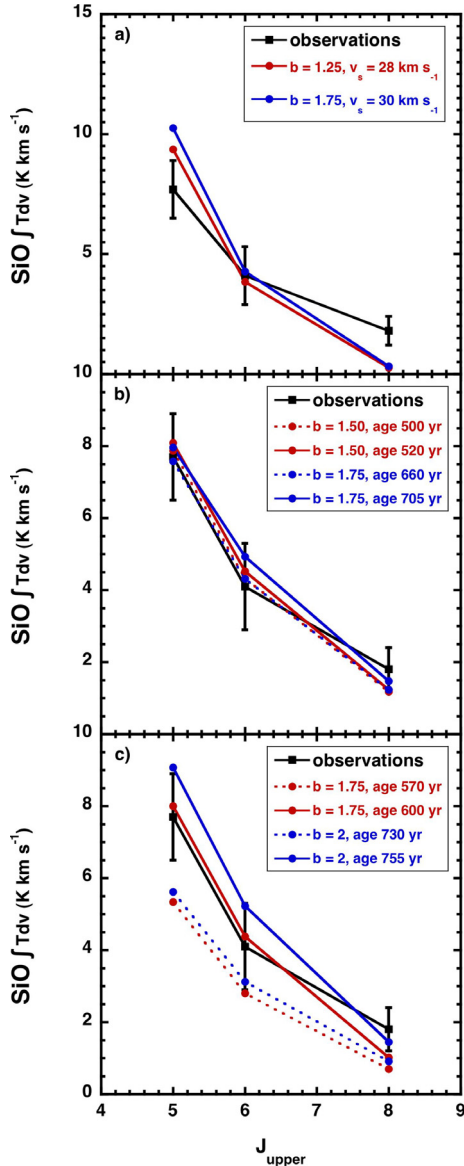 15
a)
observations
b = 1.25, v_s = 28 km s⁻¹
b = 1.75, v_s = 30 km s⁻¹
10
5
SiO ∫ Tdv (K km s⁻¹)
10
b)
observations
b = 1.50, age 500 yr
b = 1.50, age 520 yr
b = 1.75, age 660 yr
b = 1.75, age 705 yr
8
6
4
2
SiO ∫ Tdv (K km s⁻¹)
10
c)
observations
b = 1.75, age 570 yr
b = 1.75, age 600 yr
b = 2, age 730 yr
b = 2, age 755 yr
8
6
4
2
0
SiO ∫ Tdv (K km s⁻¹)
4 5 6 7 8 9
J_upper